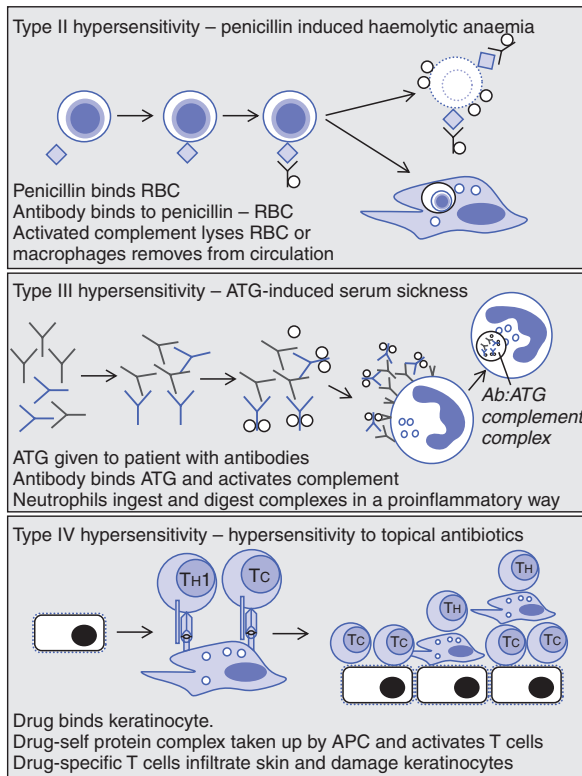 Type II hypersensitivity – penicillin induced haemolytic anaemia
Penicillin binds RBC
Antibody binds to penicillin – RBC
Activated complement lyses RBC or
macrophages removes from circulation
Type III hypersensitivity – ATG-induced serum sickness
Ab:ATG
complement
complex
ATG given to patient with antibodies
Antibody binds ATG and activates complement
Neutrophils ingest and digest complexes in a proinflammatory way
Type IV hypersensitivity – hypersensitivity to topical antibiotics
TH1
TC
TH
TH
TC
TC
TC
TC
Drug binds keratinocyte.
Drug-self protein complex taken up by APC and activates T cells
Drug-specific T cells infiltrate skin and damage keratinocytes